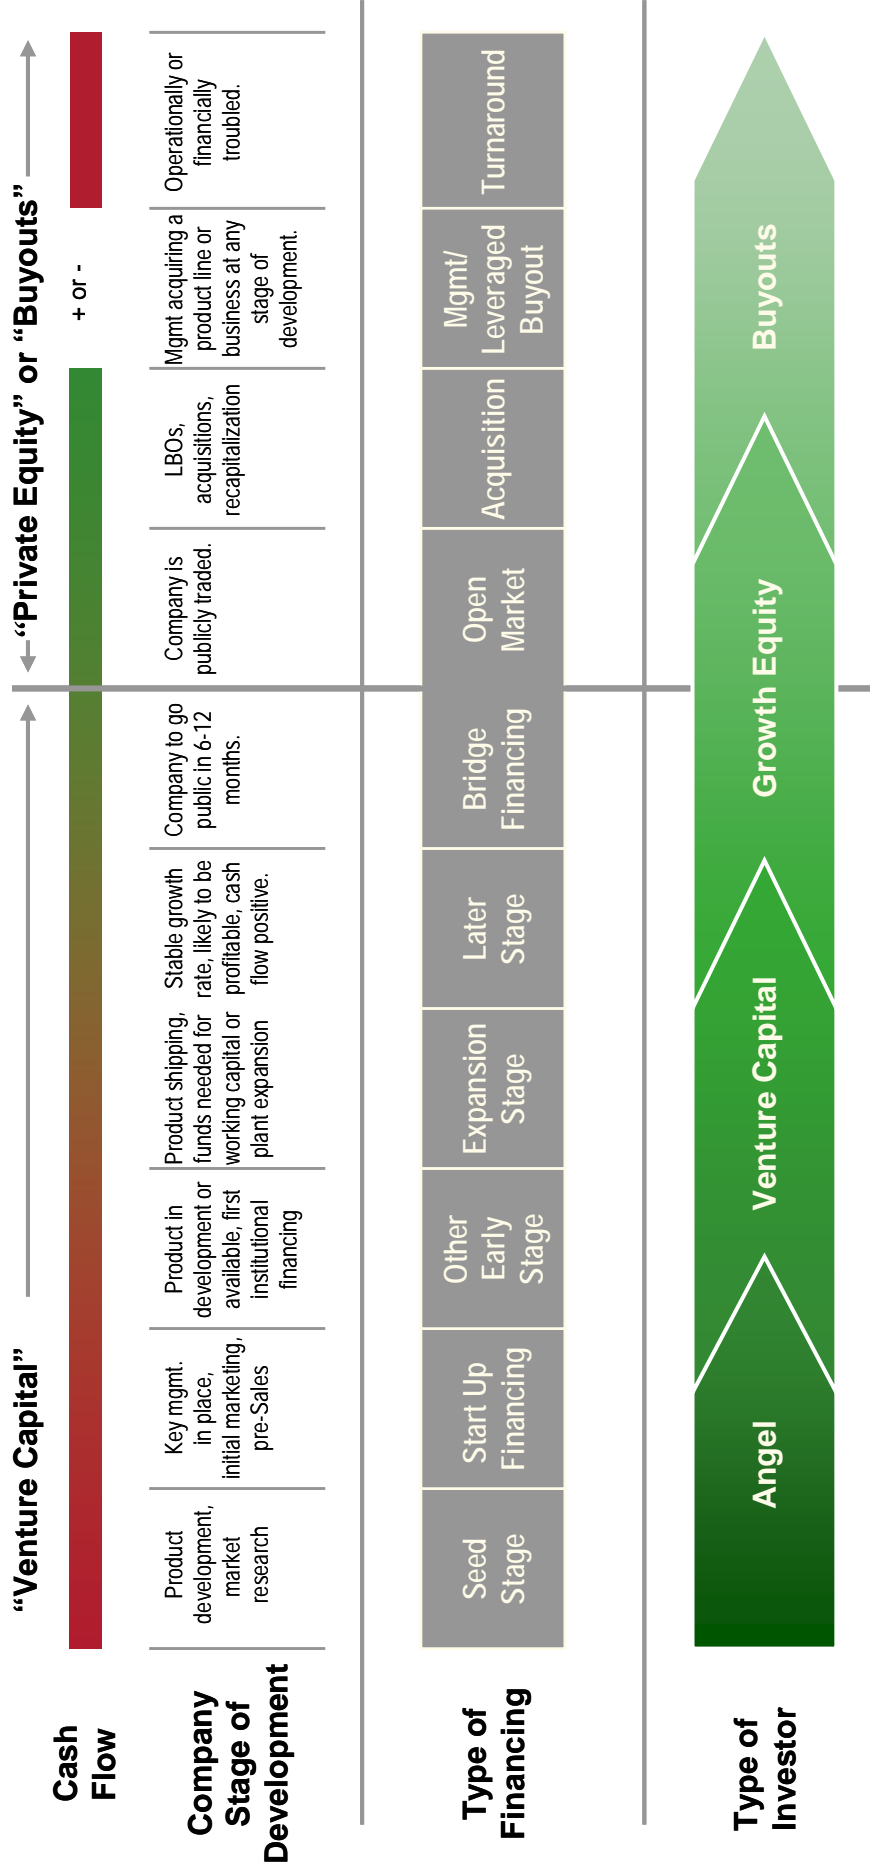 “Venture Capital”
“Private Equity” or “Buyouts”
Cash
Flow
+ or -
Company
Stage of
Development
Product
development,
market
research
Key mgmt.
in place,
initial marketing,
pre-Sales
Product in
development or
available, first
institutional
financing
Product shipping,
funds needed for
working capital or
plant expansion
Stable growth
rate, likely to be
profitable, cash
flow positive.
Company to go
public in 6-12
months.
Company is
publicly traded.
LBOs,
acquisitions,
recapitalization
Mgmt acquiring a
product line or
business at any
stage of
development.
Operationally or
financially
troubled.
Type of
Financing
Seed
Stage
Start Up
Financing
Other
Early
Stage
Expansion
Stage
Later
Stage
Bridge
Financing
Open
Market
Acquisition
Mgmt/
Leveraged
Buyout
Turnaround
Type of
Investor
Angel
Venture Capital
Growth Equity
Buyouts